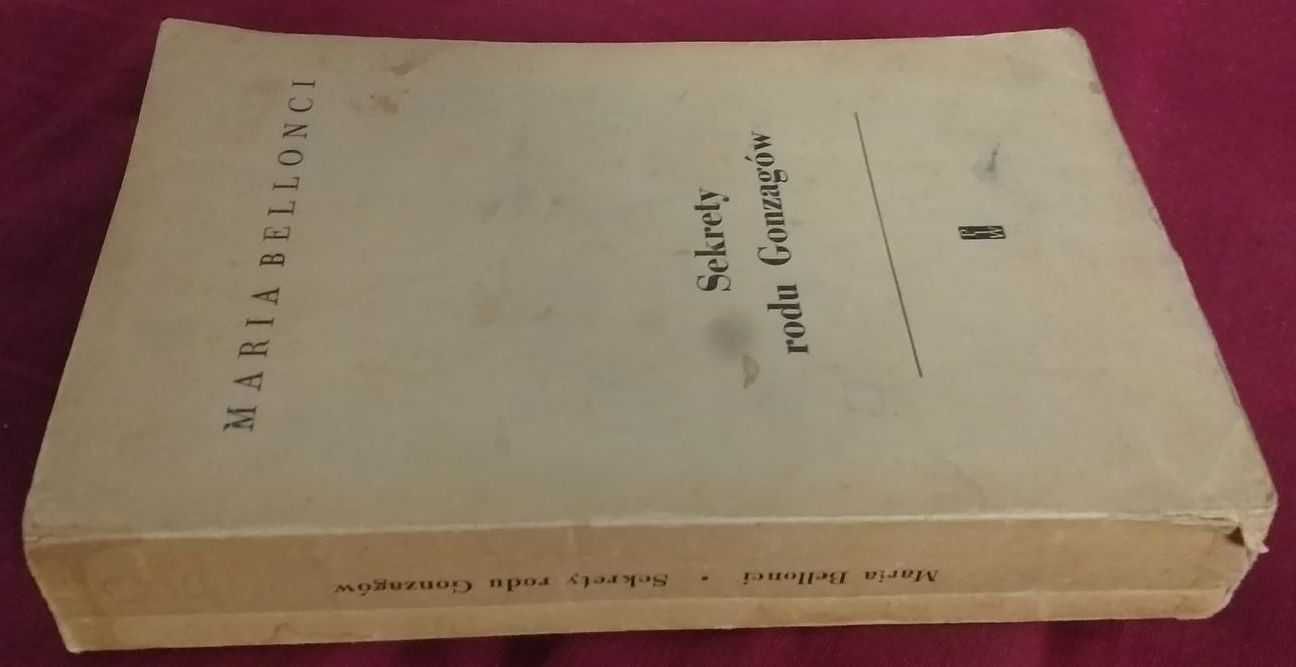 MARIA BELLONCI
Sekrety
rodu Gonzagów
Maria Bellonci • Sekrety rodu Gonzagów